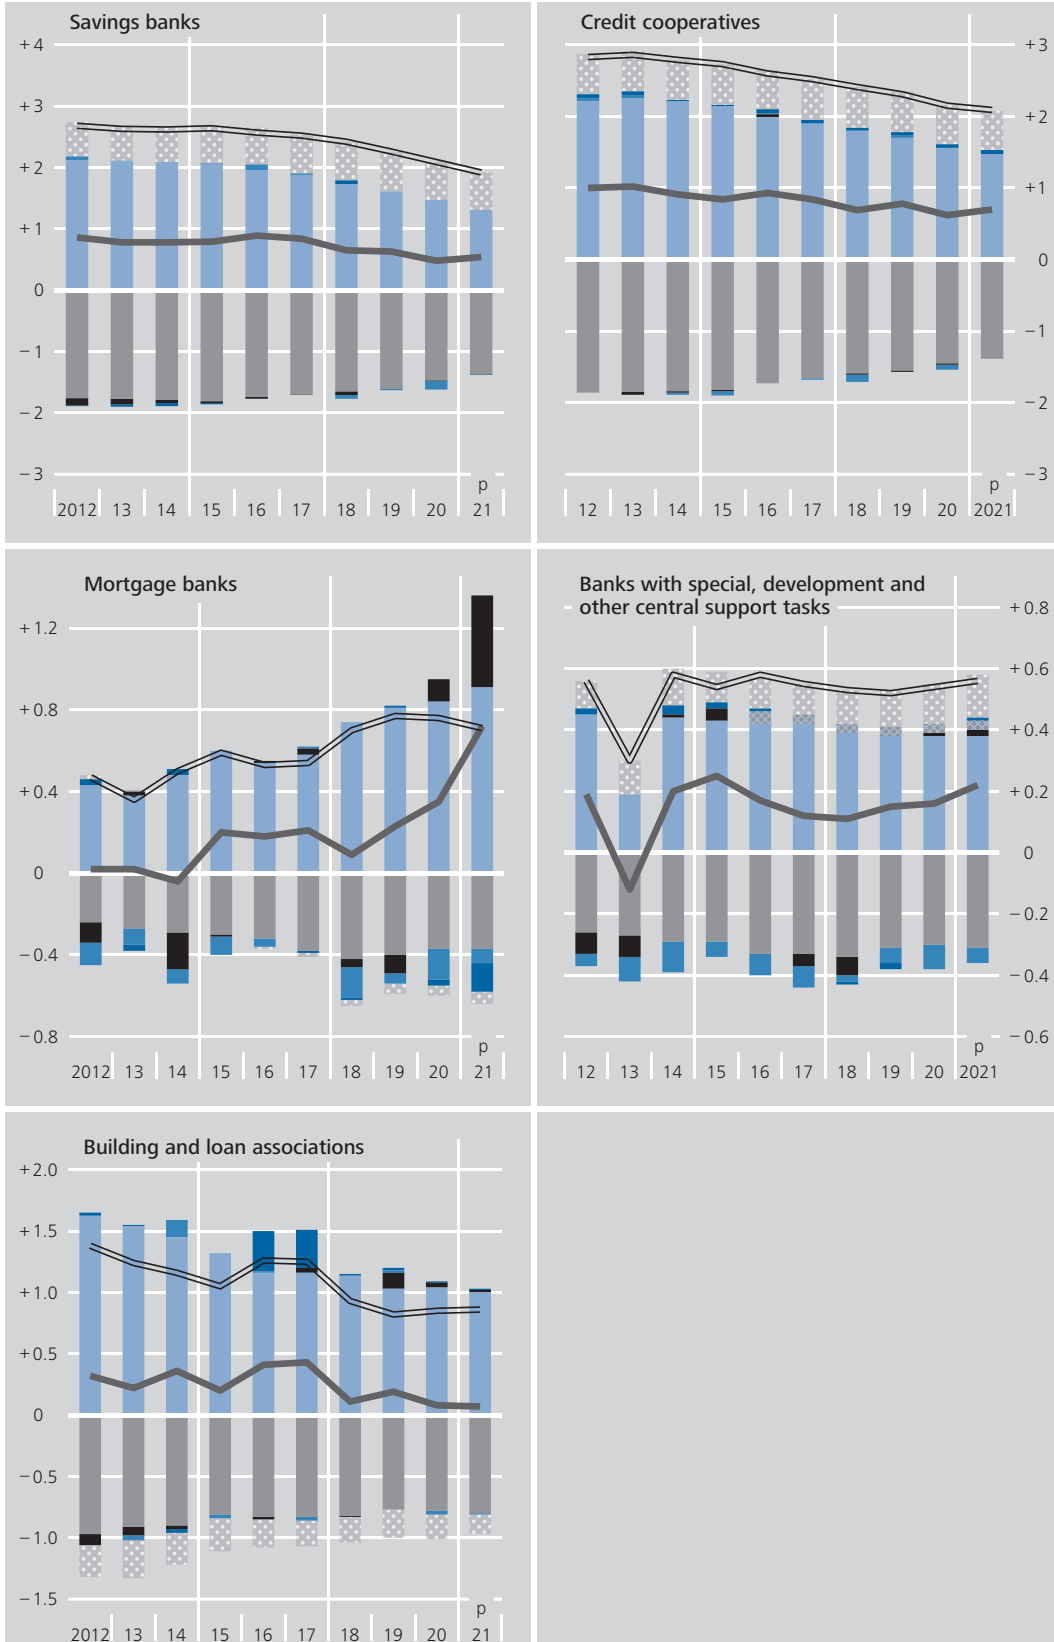 Savings banks
+4
+3
+2
+1
0
−1
−2
−3
p
2012 13 14 15 16 17 18 19 20 21
Credit cooperatives
+3
+2
+1
0
−1
−2
−3
p
12 13 14 15 16 17 18 19 20 2021
Mortgage banks
+1.2
+0.8
+0.4
0
−0.4
−0.8
p
2012 13 14 15 16 17 18 19 20 21
Banks with special, development and
other central support tasks
+0.8
+0.6
+0.4
+0.2
0
−0.2
−0.4
−0.6
p
12 13 14 15 16 17 18 19 20 2021
Building and loan associations
+2.0
+1.5
+1.0
+0.5
0
−0.5
−1.0
−1.5
p
2012 13 14 15 16 17 18 19 20 21